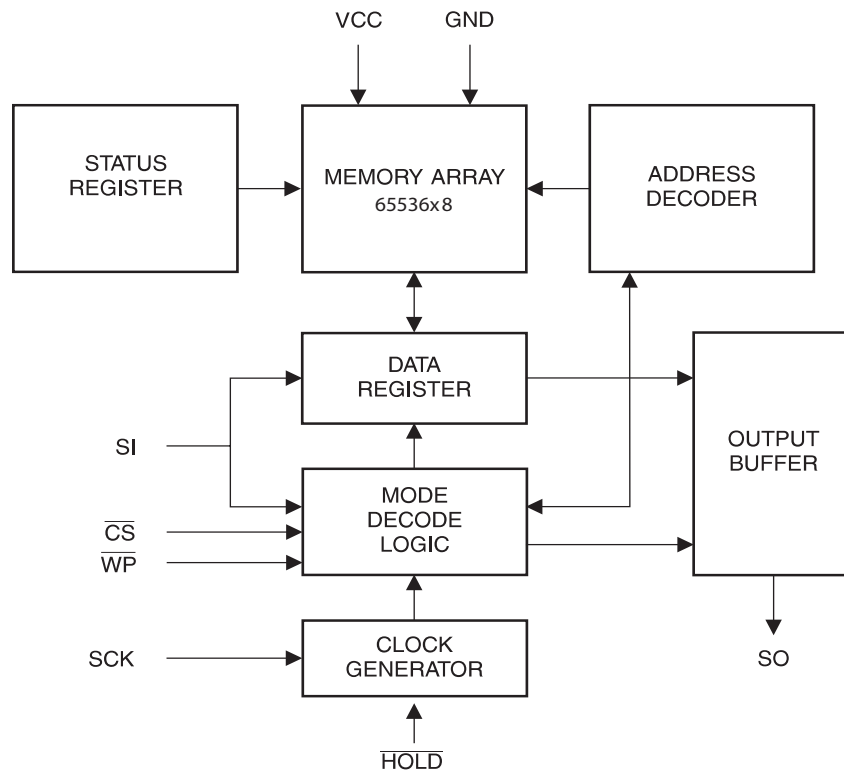 VCC
GND
STATUS
REGISTER
MEMORY ARRAY
65536x8
ADDRESS
DECODER
DATA
REGISTER
OUTPUT
BUFFER
SI
MODE
DECODE
LOGIC
CS
WP
SCK
CLOCK
GENERATOR
SO
HOLD